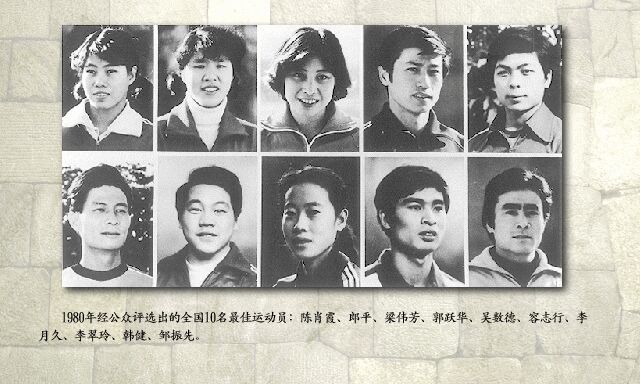 1980年经公众评选出的全国10名最佳运动员：陈肖霞、郎平、梁伟芳、郭跃华、吴数德、容志行、李
月久、李翠玲、韩健、邹振先。